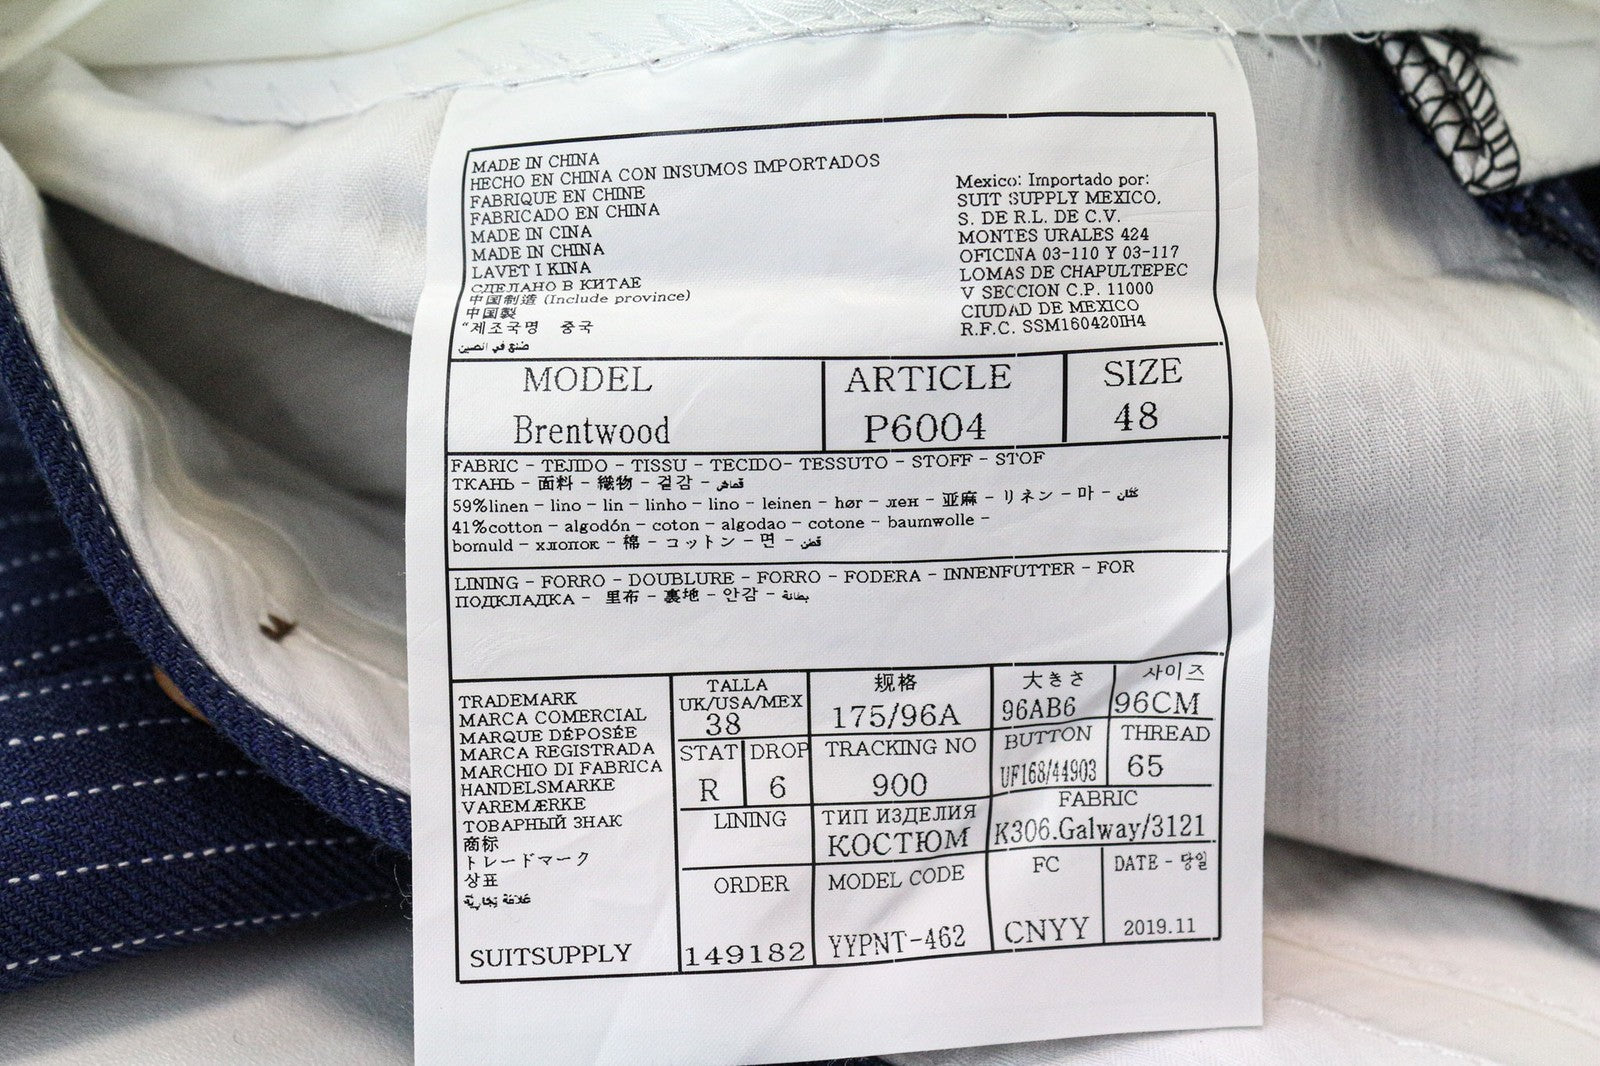 MADE IN CHINA
HECHO EN CHINA CON INSUMOS IMPORTADOS
FABRIQUE EN CHINE
FABRICADO EN CHINA
MADE IN CINA
MADE IN CHINA
LAVET I KINA
СДЕЛАНО В КИТАЕ
中国制造 (Include province)
中国製
"제조국명 중국
صنع في الصين
Mexico: Importado por:
SUIT SUPPLY MEXICO,
S. DE R.L. DE C.V.
MONTES URALES 424
OFICINA 03-110 Y 03-117
LOMAS DE CHAPULTEPEC
V SECCION C.P. 11000
CIUDAD DE MEXICO
R.F.C. SSM160420IH4
MODEL
Brentwood
ARTICLE
P6004
SIZE
48
FABRIC - TEJIDO - TISSU - TECIDO- TESSUTO - STOFF - STOF
ТКАНЬ - 面料 - 織物 - 겉감 - قماش
59%linen - lino - lin - linho - lino - leinen - hør - лен - 亚麻 - リネン - 마 - كتان
41%cotton - algodón - coton - algodao - cotone - baumwolle -
bomuld - хлопок - 棉 - コットン - 면 - قطن
LINING - FORRO - DOUBLURE - FORRO - FODERA - INNENFUTTER - FOR
ПОДКЛАДКА - 里布 - 裏地 - 안감 - بطانة
TRADEMARK
MARCA COMERCIAL
MARQUE DÉPOSÉE
MARCA REGISTRADA
MARCHIO DI FABRICA
HANDELSMARKE
VAREMÆRKE
ТОВАРНЫЙ ЗНАК
商标
トレードマーク
상표
علامة تجارية
SUITSUPPLY
TALLA
UK/USA/MEX
38
规格
175/96A
大きさ
96AB6
사이즈
96CM
STAT
R
DROP
6
TRACKING NO
900
BUTTON
UF168/44903
THREAD
65
LINING
ТИП ИЗДЕЛИЯ
КОСТЮМ
FABRIC
K306.Galway/3121
ORDER
149182
MODEL CODE
YYPNT-462
FC
CNYY
DATE - 당일
2019.11